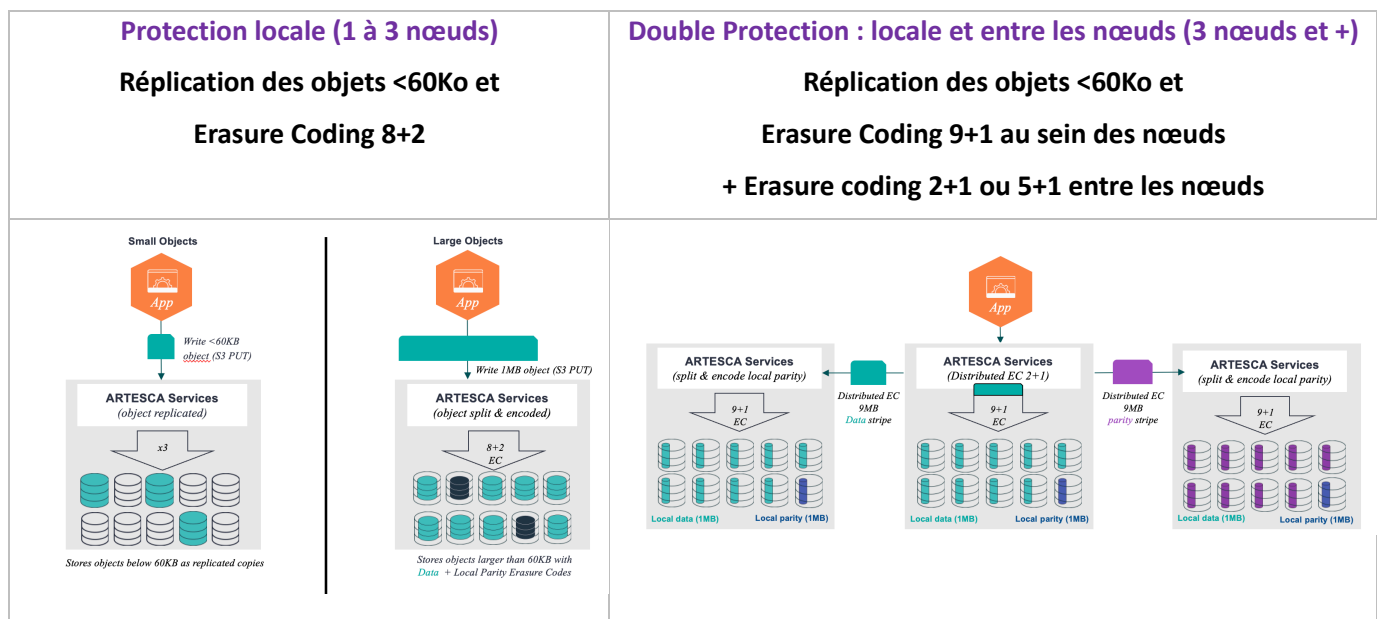 Protection locale (1 à 3 nœuds)
Réplication des objets <60Ko et
Erasure Coding 8+2
Double Protection : locale et entre les nœuds (3 nœuds et +)
Réplication des objets <60Ko et
Erasure Coding 9+1 au sein des nœuds
+ Erasure coding 2+1 ou 5+1 entre les nœuds
Small Objects
App
Write <60KB
object (S3 PUT)
ARTESCA Services
(object replicated)
x3
Stores objects below 60KB as replicated copies
Large Objects
App
Write 1MB object (S3 PUT)
ARTESCA Services
(object split & encoded)
8+2
EC
Stores objects larger than 60KB with
Data + Local Parity Erasure Codes
App
ARTESCA Services
(split & encode local parity)
9+1
EC
Local data (1MB)
Local parity (1MB)
Distributed EC
9MB
Data stripe
ARTESCA Services
(Distributed EC 2+1)
9+1
EC
Local data (1MB)
Local parity (1MB)
Distributed EC
9MB
parity stripe
ARTESCA Services
(split & encode local parity)
9+1
EC
Local data (1MB)
Local parity (1MB)